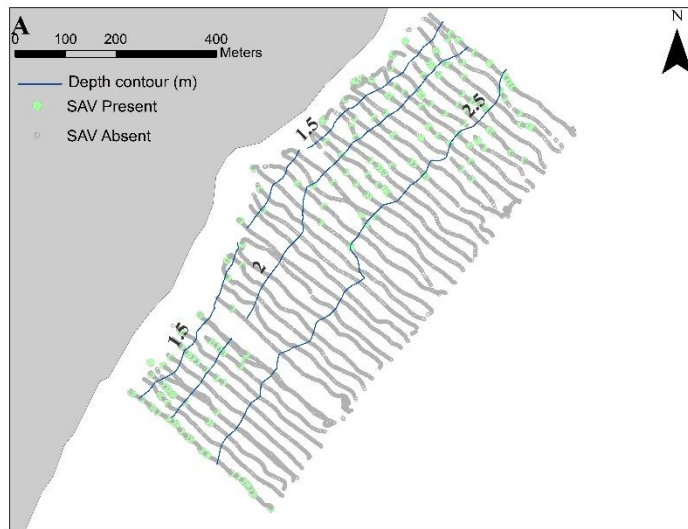 A
N
0 100 200 400
Meters
Depth contour (m)
SAV Present
SAV Absent
1.5
2.5
2
1.5